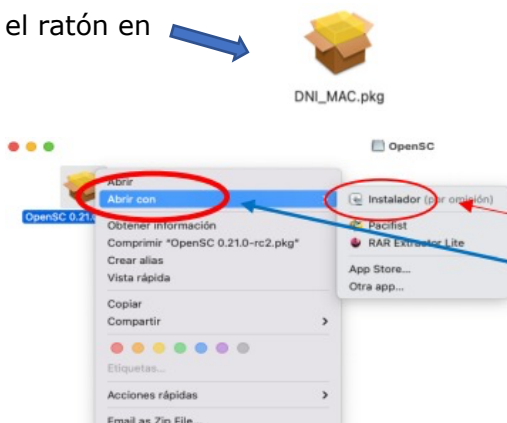 el ratón en
DNI_MAC.pkg
OpenSC
OpenSC 0.21.0
Abrir
Abrir con
Obtener información
Comprimir "OpenSC 0.21.0-rc2.pkg"
Crear alias
Vista rápida
Copiar
Compartir
Etiquetas...
Acciones rápidas
Email as Zip File...
Instalador (por omisión)
Pacifist
RAR Extractor Lite
App Store...
Otra app...